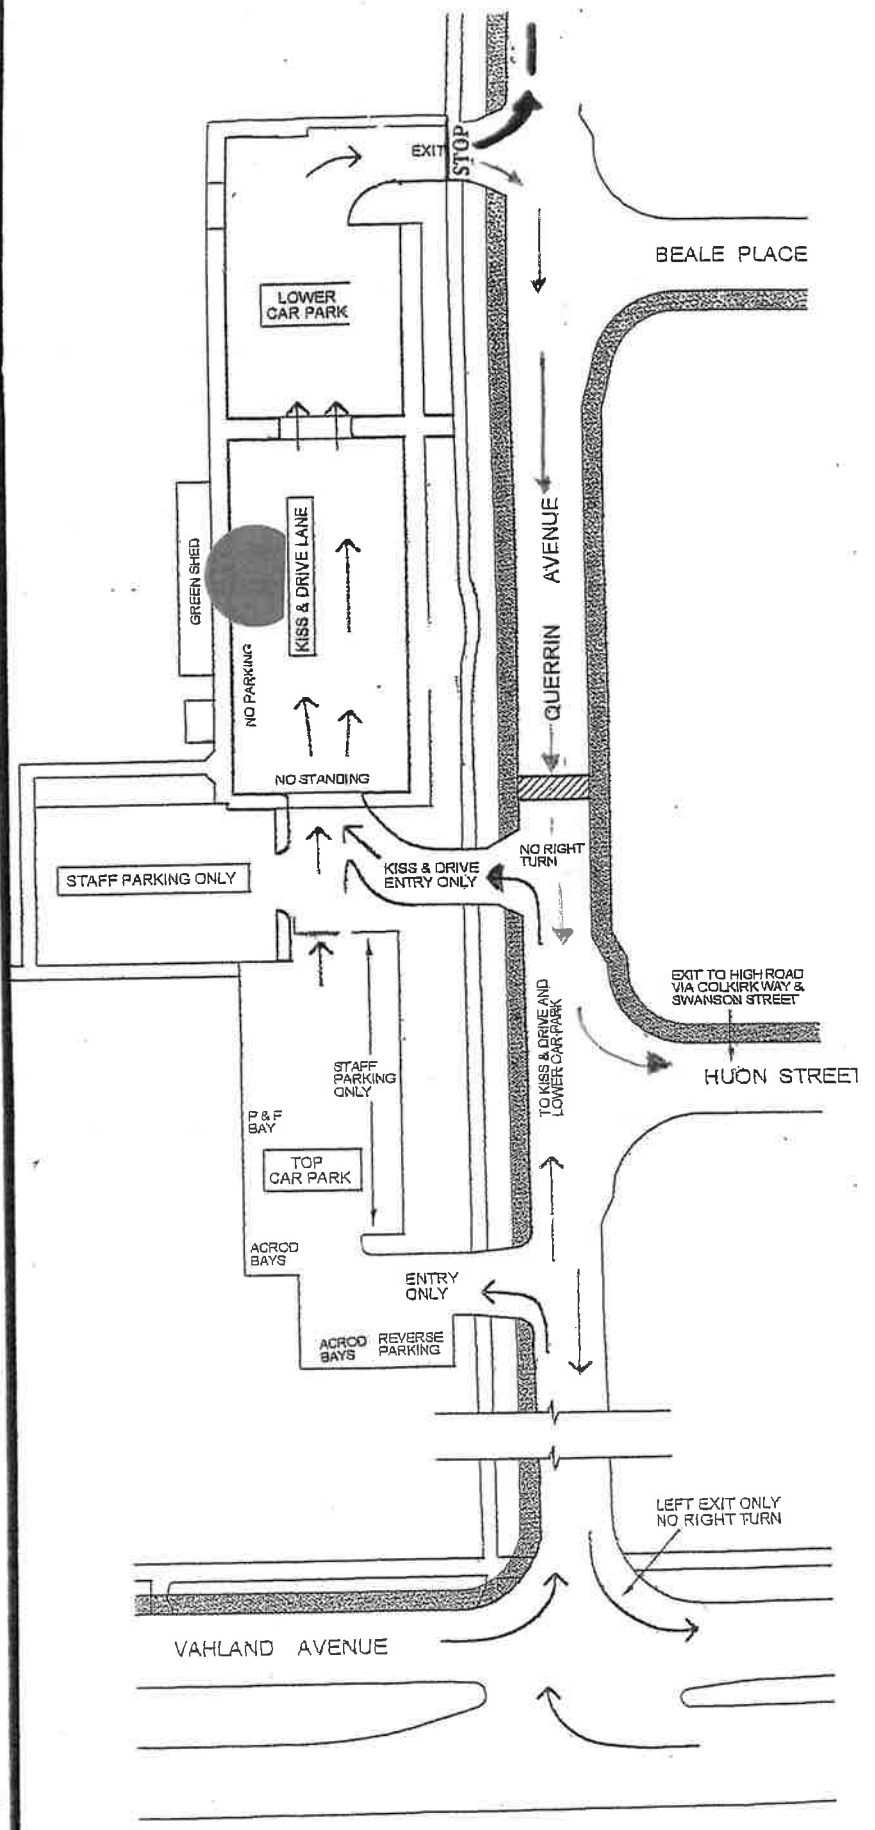 EXIT
STOP
BEALE PLACE
LOWER
CAR PARK
GREEN SHED
KISS & DRIVE LANE
NO PARKING
QUERRIN AVENUE
NO STANDING
NO RIGHT
TURN
STAFF PARKING ONLY
KISS & DRIVE
ENTRY ONLY
EXIT TO HIGH ROAD
VIA COLKIRK WAY &
SWANSON STREET
TO KISS & DRIVE AND
LOWER CAR PARK
STAFF
PARKING
ONLY
HUON STREET
P & F
BAY
TOP
CAR PARK
ACROD
BAYS
ENTRY
ONLY
ACROD
BAYS
REVERSE
PARKING
LEFT EXIT ONLY
NO RIGHT TURN
VAHLAND AVENUE